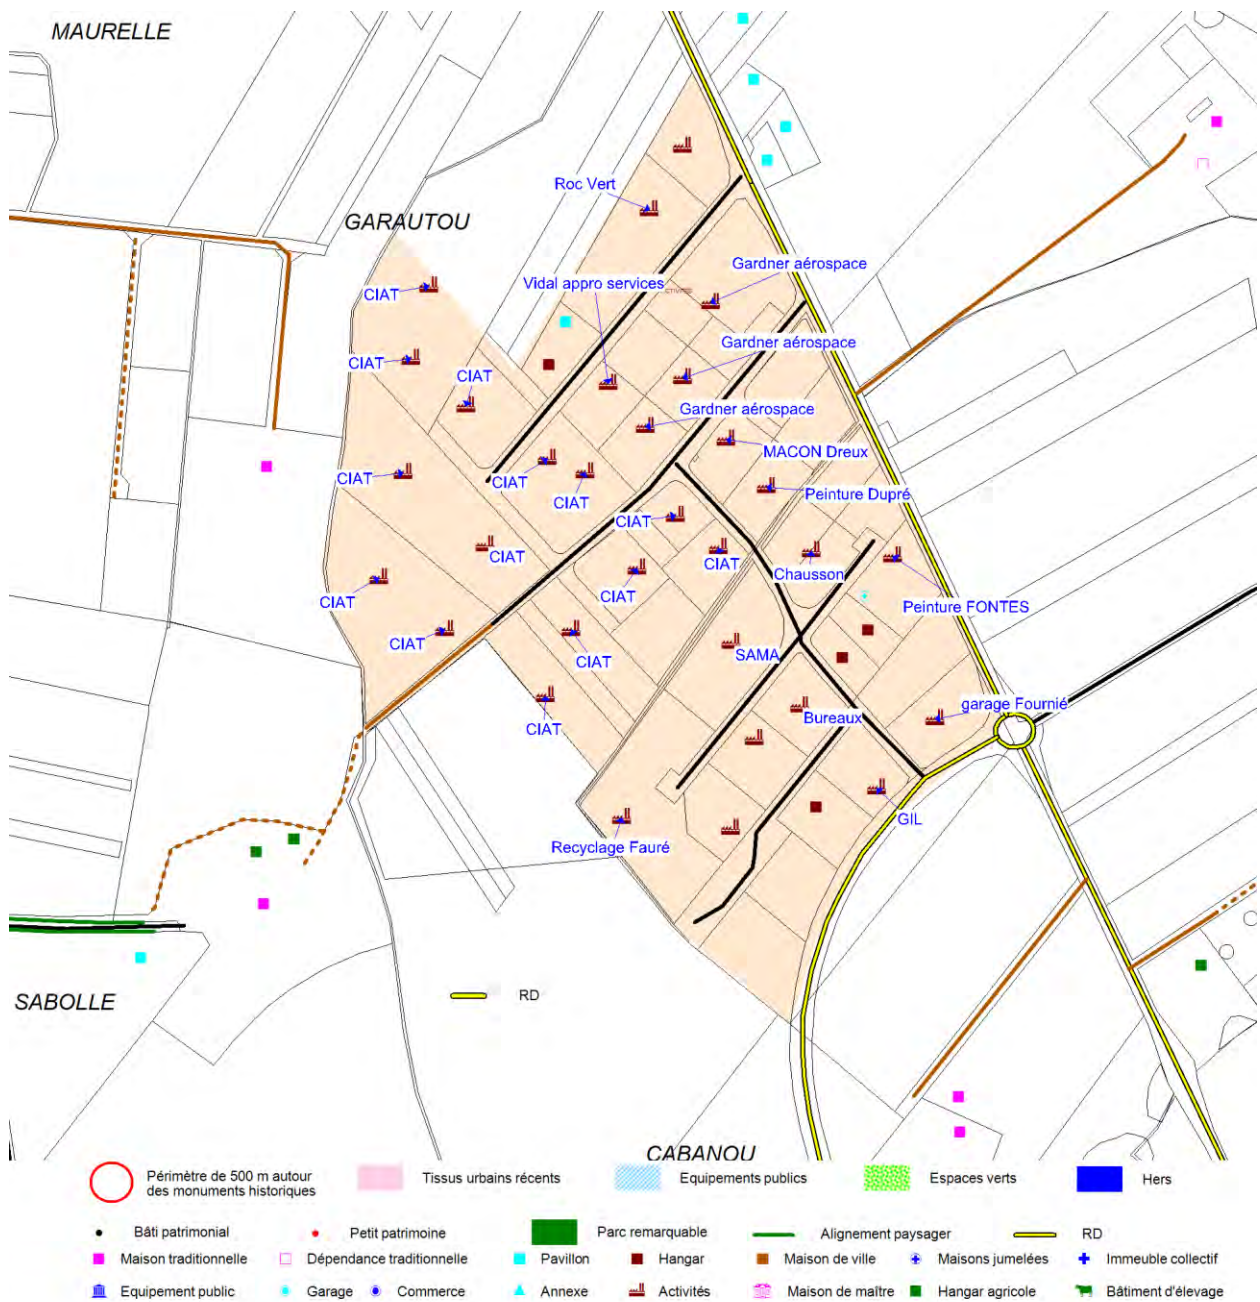 MAURELLE
Roc Vert
GARAUTOU
Gardner aérospace
Vidal appro services
CIAT
Gardner aérospace
CIAT
CIAT
Gardner aérospace
MACON Dreux
CIAT
CIAT
CIAT
Peinture Dupré
CIAT
CIAT
CIAT
Chausson
CIAT
CIAT
Peinture FONTES
CIAT
CIAT
SAMA
garage Fournié
Bureaux
CIAT
GIL
Recyclage Fauré
SABOLLE
RD
CABANOU
Périmètre de 500 m autour
des monuments historiques
Tissus urbains récents
Equipements publics
Espaces verts
Hers
Bâti patrimonial
Petit patrimoine
Parc remarquable
Alignement paysager
RD
Maison traditionnelle
Dépendance traditionnelle
Pavillon
Hangar
Maison de ville
Maisons jumelées
Immeuble collectif
Equipement public
Garage
Commerce
Annexe
Activités
Maison de maître
Hangar agricole
Bâtiment d'élevage